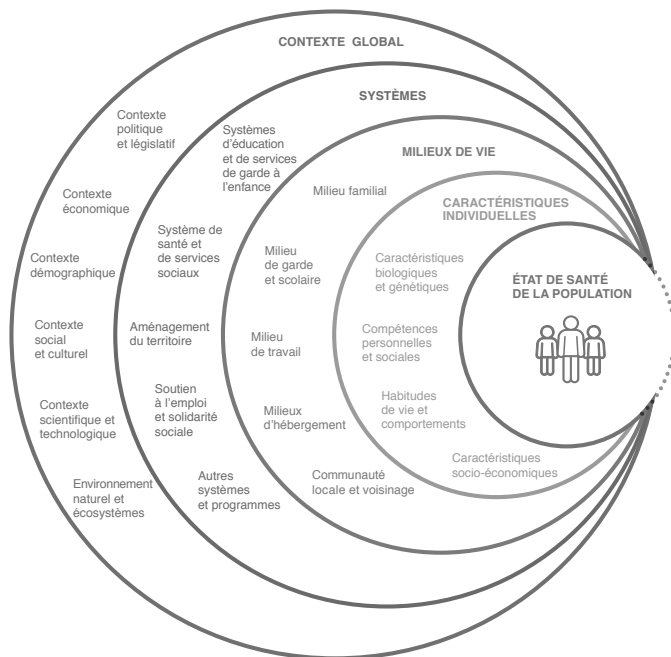 CONTEXTE GLOBAL
Contexte
politique
et législatif
Contexte
économique
Contexte
démographique
Contexte
social
et culturel
Contexte
scientifique et
technologique
Environnement
naturel et
écosystèmes
SYSTÈMES
Systèmes
d'éducation
et de services
de garde à
l'enfance
Système de
santé et
de services
sociaux
Aménagement
du territoire
Soutien
à l'emploi
et solidarité
sociale
Autres
systèmes
et programmes
MILIEUX DE VIE
Milieu familial
Milieu
de garde
et scolaire
Milieu
de travail
Milieux
d'hébergement
Communauté
locale et voisinage
CARACTÉRISTIQUES
INDIVIDUELLES
Caractéristiques
biologiques
et génétiques
Compétences
personnelles
et sociales
Habitudes
de vie et
comportements
Caractéristiques
socio-économiques
ÉTAT DE SANTÉ
DE LA POPULATION